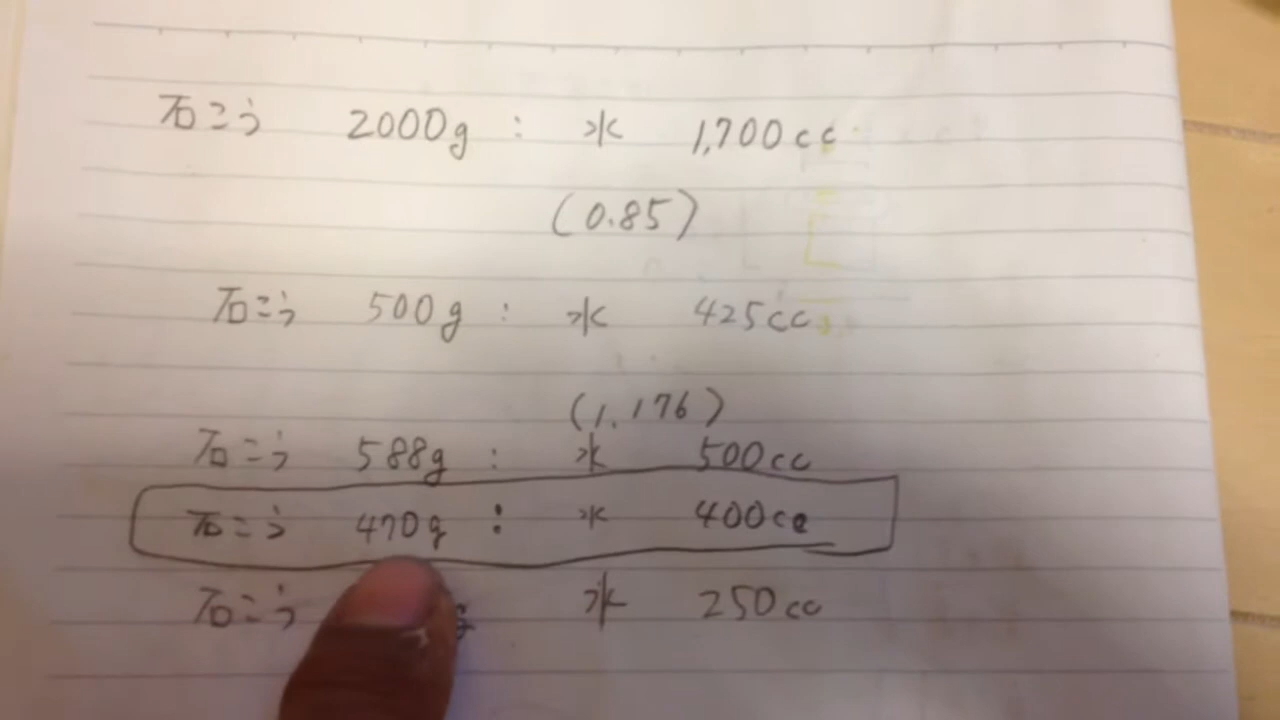 石こう 2000g : 水 1,700cc
(0.85)
石こう 500g : 水 425cc
(1.176)
石こう 588g : 水 500cc
石こう 470g : 水 400cc
石こう 水 250cc